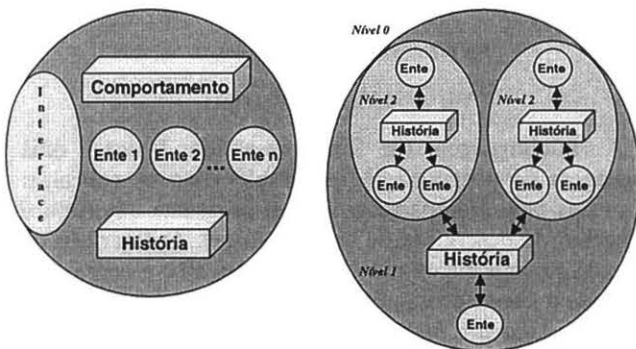 Interface
Comportamento
Ente 1 Ente 2 ... Ente n
História
Nível 0
Ente Ente
Nível 2 Nível 2
História História
Ente Ente Ente Ente
História
Nível 1
Ente